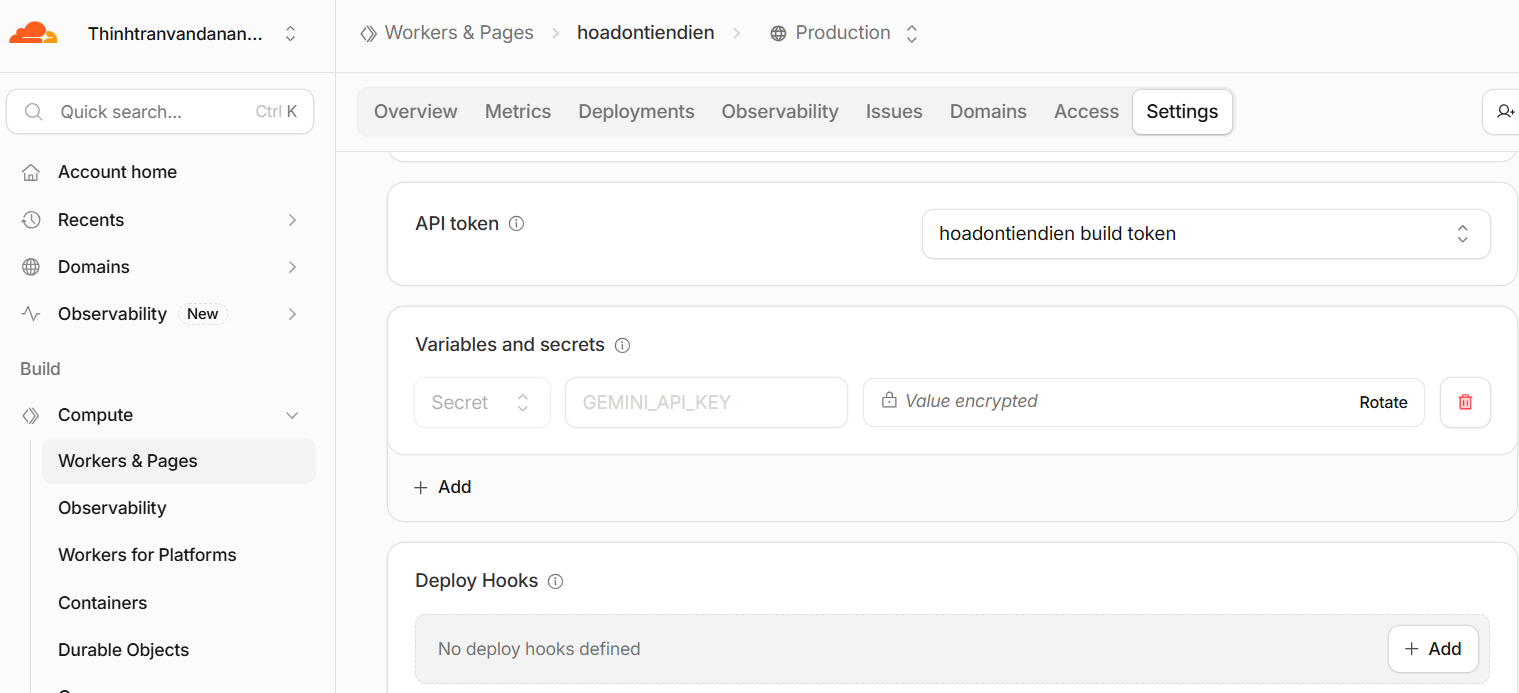 Thinhtranvandanan...
Workers & Pages > hoadontiendien > Production
Quick search... Ctrl K
Overview Metrics Deployments Observability Issues Domains Access Settings
Account home
Recents
Domains
Observability New
Build
Compute
Workers & Pages
Observability
Workers for Platforms
Containers
Durable Objects
API token
hoadontiendien build token
Variables and secrets
Secret GEMINI_API_KEY Value encrypted Rotate
+ Add
Deploy Hooks
No deploy hooks defined + Add